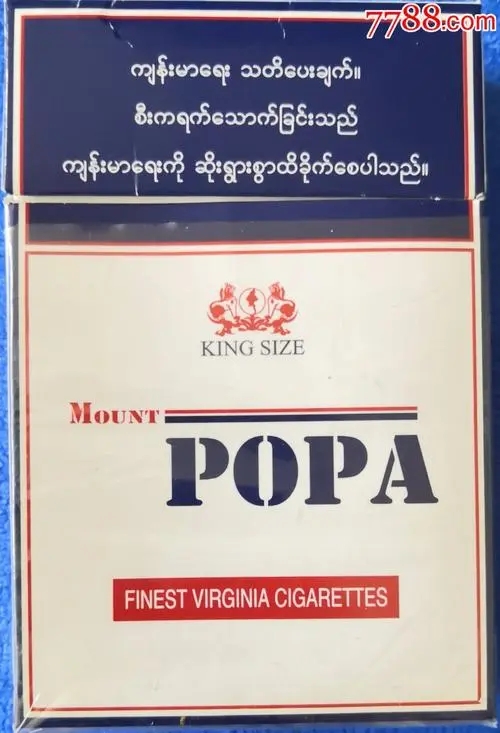 7788.com
ကျန်းမာရေး သတိပေးချက်။
စီးကရက်သောက်ခြင်းသည်
ကျန်းမာရေးကို ဆိုးရွားစွာထိခိုက်စေပါသည်။
KING SIZE
MOUNT
POPA
FINEST VIRGINIA CIGARETTES